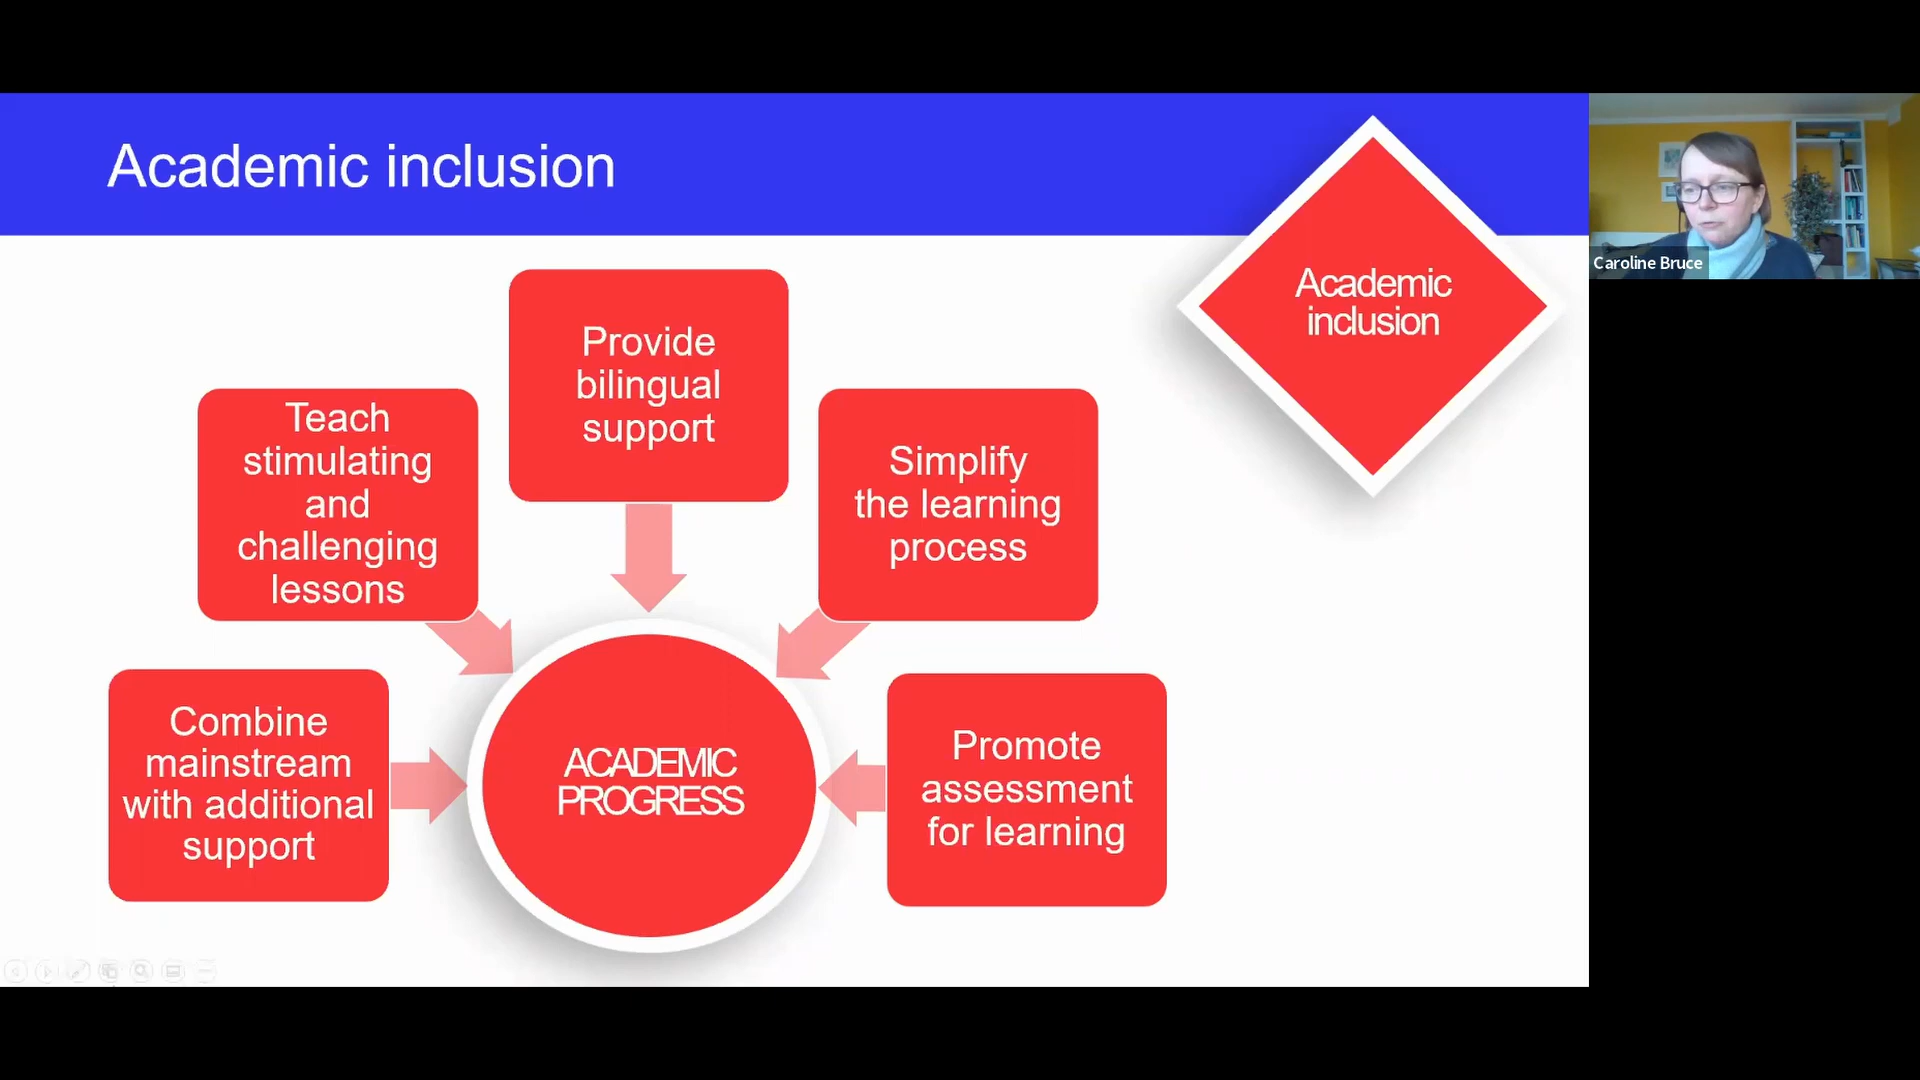 Academic inclusion
Academic
inclusion
Caroline Bruce
Provide
bilingual
support
Teach
stimulating
and
challenging
lessons
Simplify
the learning
process
Combine
mainstream
with additional
support
ACADEMIC
PROGRESS
Promote
assessment
for learning